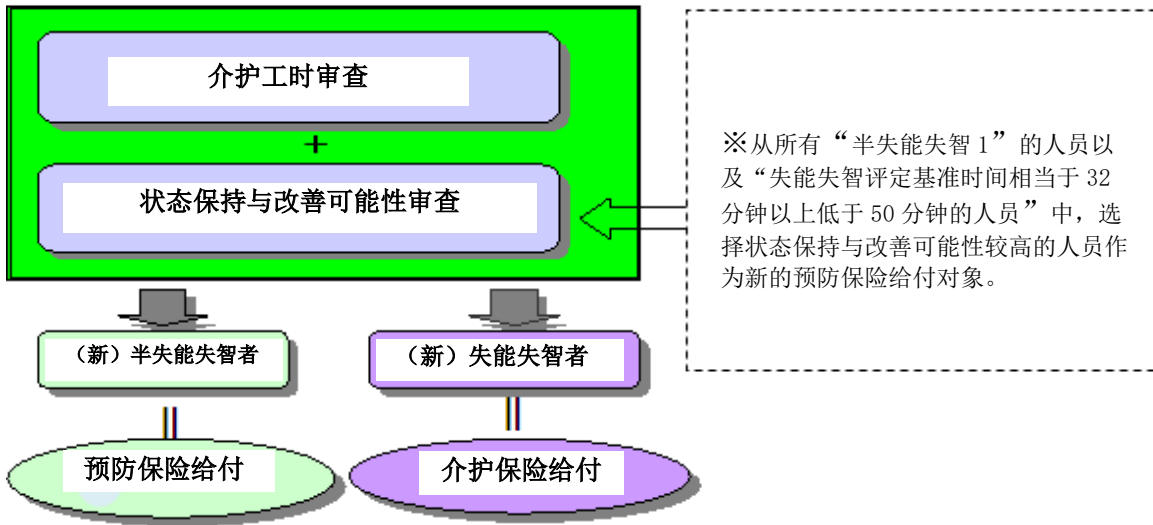 介护工时审查
+
状态保持与改善可能性审查
※从所有“半失能失智 1”的人员以
及“失能失智评定基准时间相当于 32
分钟以上低于 50 分钟的人员”中，选
择状态保持与改善可能性较高的人员作
为新的预防保险给付对象。
（新）半失能失智者
（新）失能失智者
预防保险给付
介护保险给付